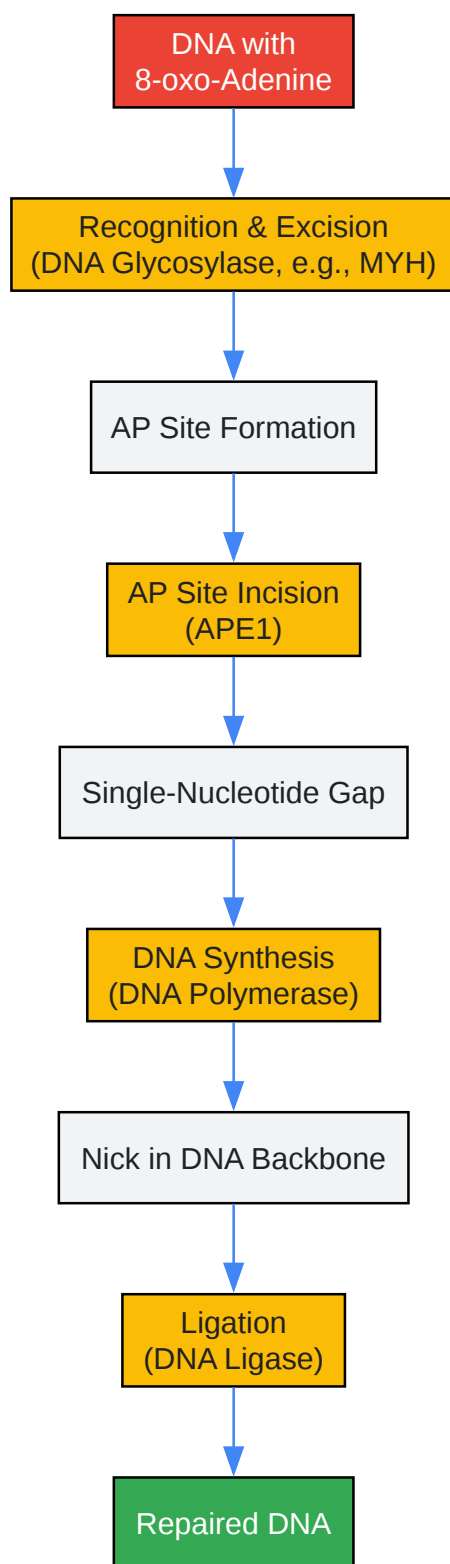 DNA with
8-oxo-Adenine
Recognition & Excision
(DNA Glycosylase, e.g., MYH)
AP Site Formation
AP Site Incision
(APE1)
Single-Nucleotide Gap
DNA Synthesis
(DNA Polymerase)
Nick in DNA Backbone
Ligation
(DNA Ligase)
Repaired DNA